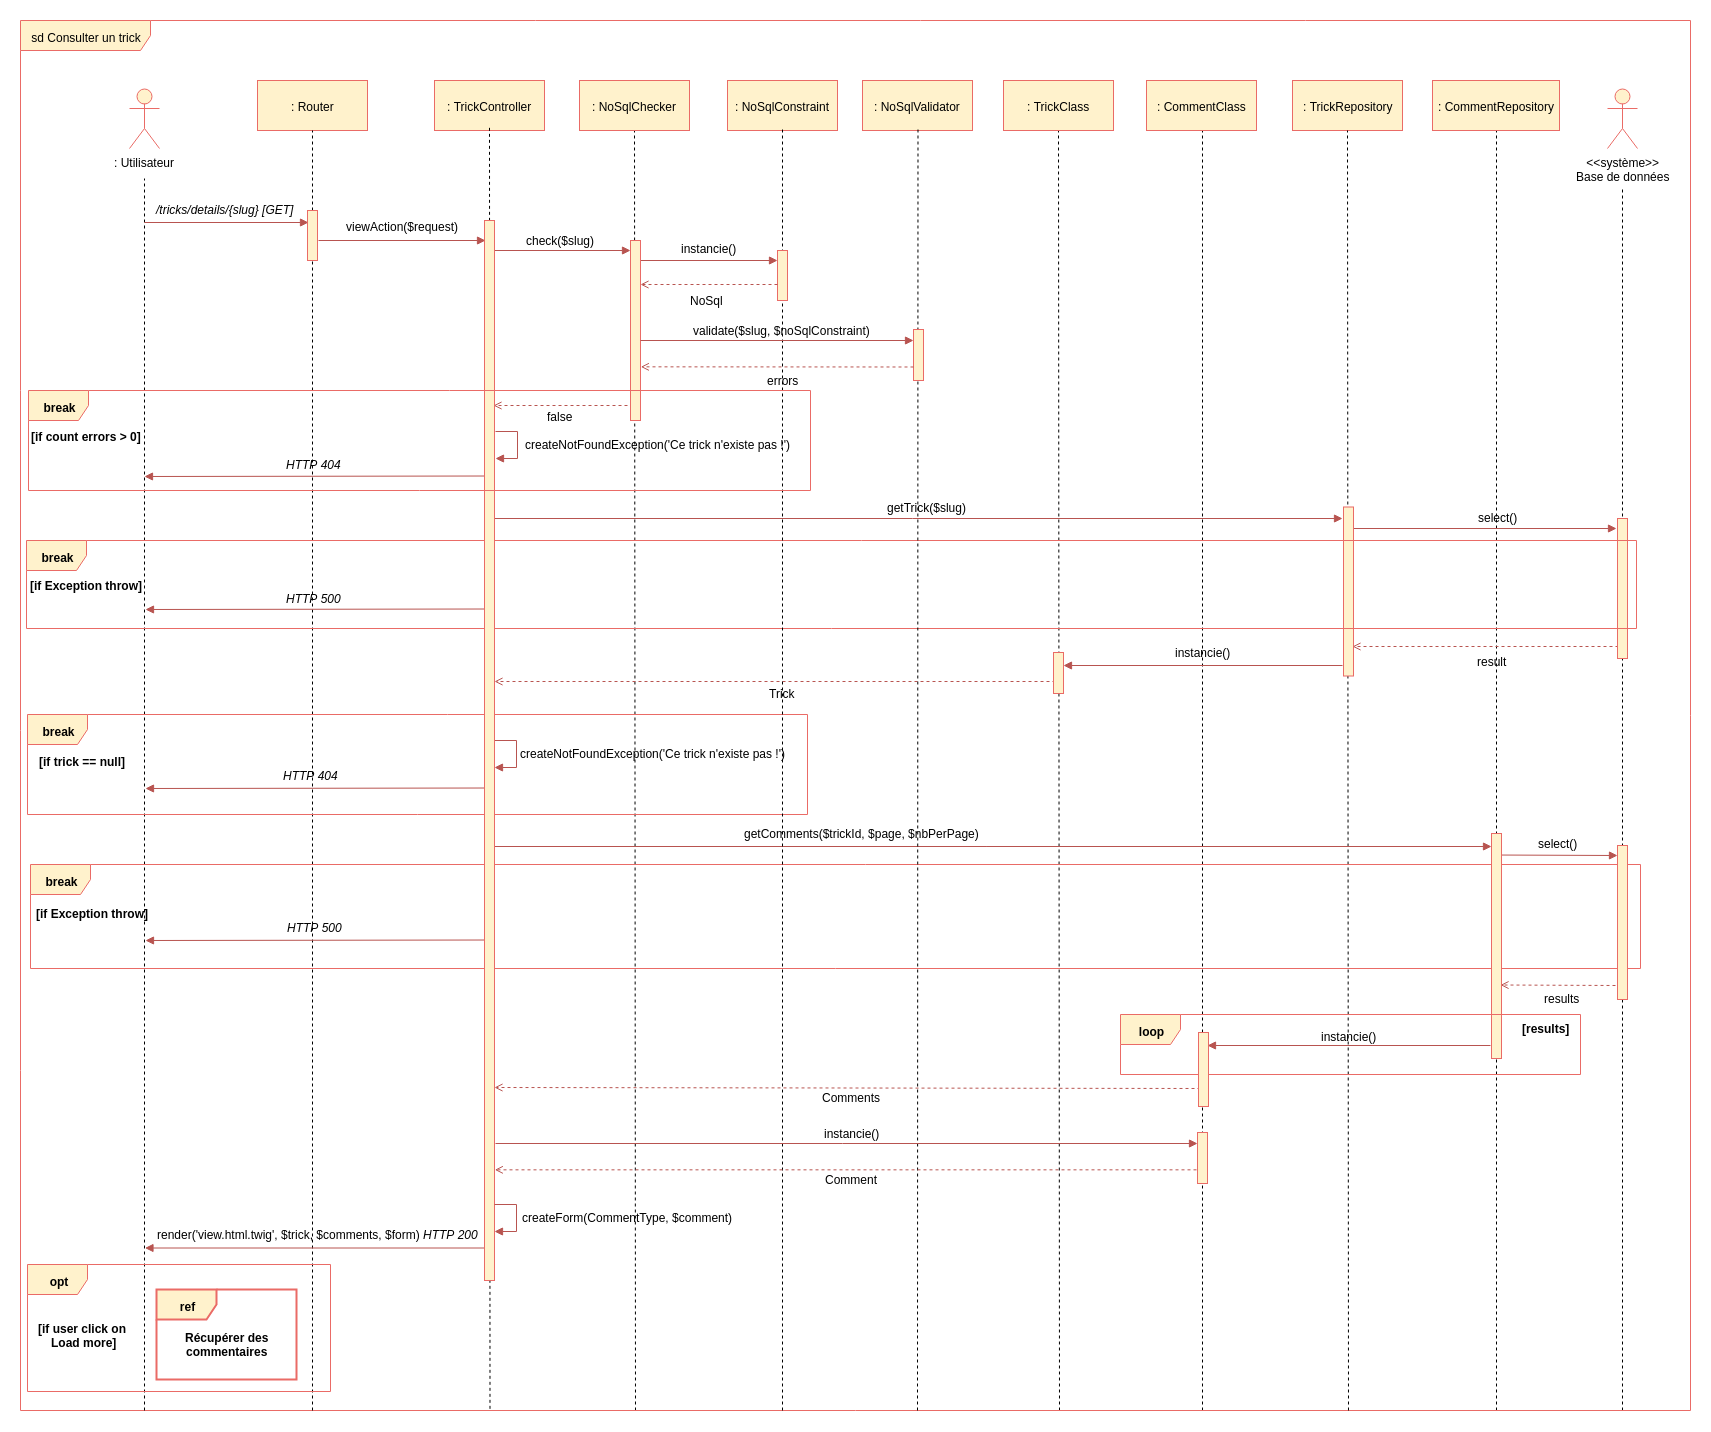 sd Consulter un trick
: Utilisateur
: Router
: TrickController
: NoSqlChecker
: NoSqlConstraint
: NoSqlValidator
: TrickClass
: CommentClass
: TrickRepository
: CommentRepository
<<système>>
Base de données
/tricks/details/{slug} [GET]
viewAction($request)
check($slug)
instancie()
NoSql
validate($slug, $noSqlConstraint)
errors
break
[if count errors > 0]
false
createNotFoundException('Ce trick n'existe pas !')
HTTP 404
getTrick($slug)
select()
break
[if Exception throw]
HTTP 500
result
instancie()
Trick
break
[if trick == null]
createNotFoundException('Ce trick n'existe pas !')
HTTP 404
getComments($trickId, $page, $nbPerPage)
select()
break
[if Exception throw]
HTTP 500
results
loop
[results]
instancie()
Comments
instancie()
Comment
createForm(CommentType, $comment)
render('view.html.twig', $trick, $comments, $form) HTTP 200
opt
[if user click on
Load more]
ref
Récupérer des
commentaires